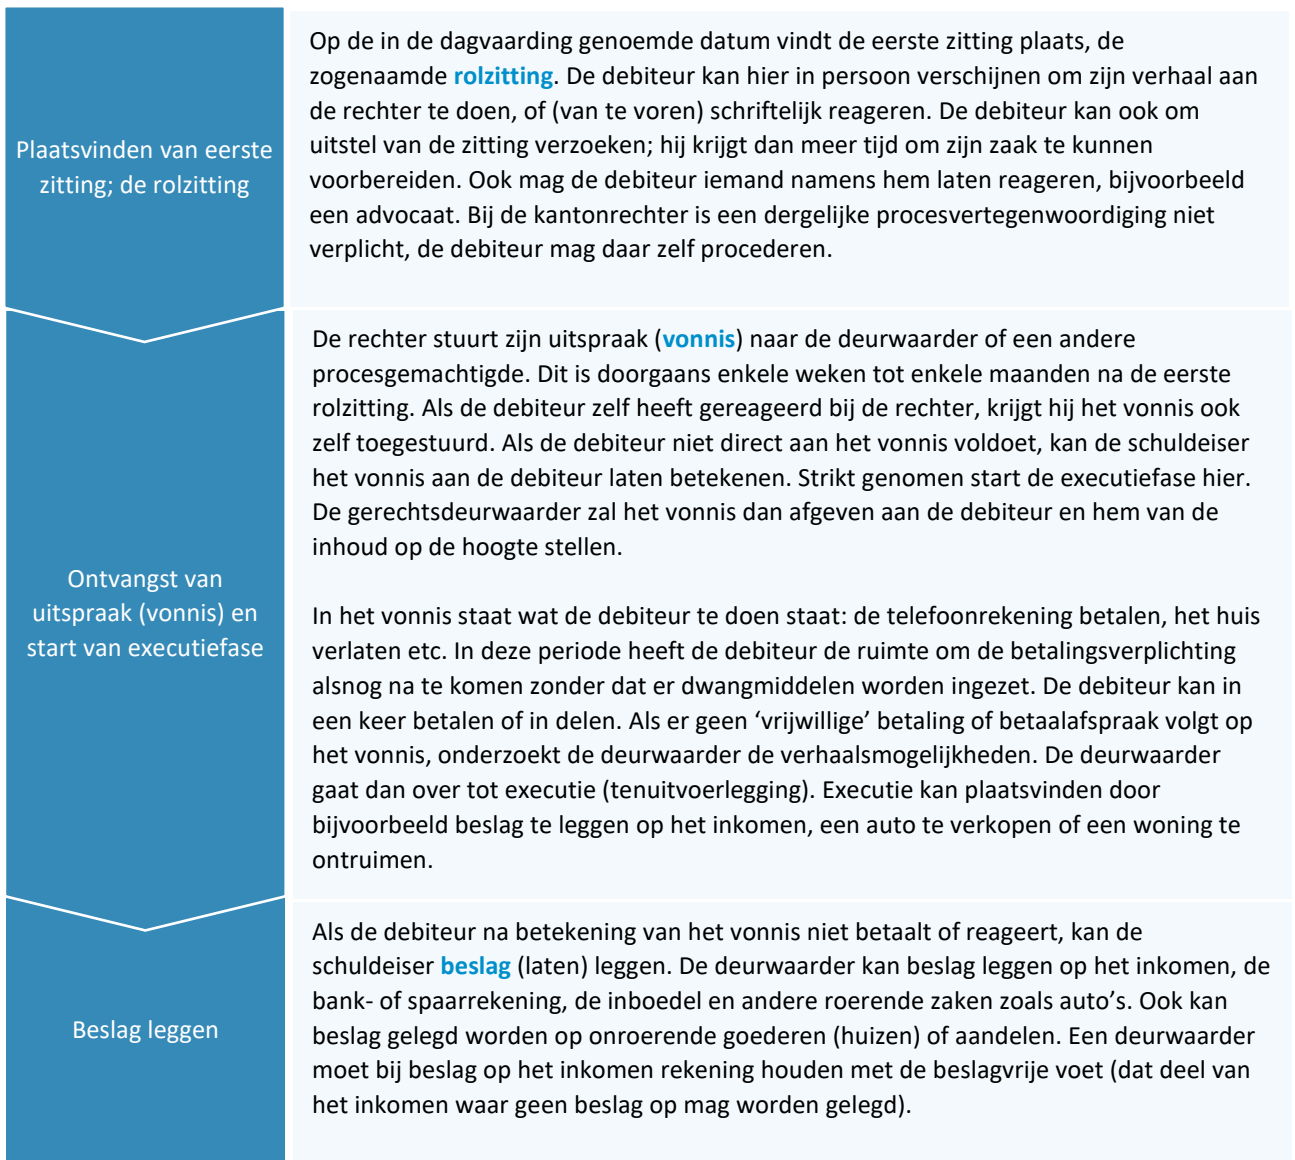 Plaatsvinden van eerste
zitting; de rolzitting
Op de in de dagvaarding genoemde datum vindt de eerste zitting plaats, de
zogenaamde rolzitting. De debiteur kan hier in persoon verschijnen om zijn verhaal aan
de rechter te doen, of (van te voren) schriftelijk reageren. De debiteur kan ook om
uitstel van de zitting verzoeken; hij krijgt dan meer tijd om zijn zaak te kunnen
voorbereiden. Ook mag de debiteur iemand namens hem laten reageren, bijvoorbeeld
een advocaat. Bij de kantonrechter is een dergelijke procesvertegenwoordiging niet
verplicht, de debiteur mag daar zelf procederen.
Ontvangst van
uitspraak (vonnis) en
start van executiefase
De rechter stuurt zijn uitspraak (vonnis) naar de deurwaarder of een andere
procesgemachtigde. Dit is doorgaans enkele weken tot enkele maanden na de eerste
rolzitting. Als de debiteur zelf heeft gereageerd bij de rechter, krijgt hij het vonnis ook
zelf toegestuurd. Als de debiteur niet direct aan het vonnis voldoet, kan de schuldeiser
het vonnis aan de debiteur laten betekenen. Strikt genomen start de executiefase hier.
De gerechtsdeurwaarder zal het vonnis dan afgeven aan de debiteur en hem van de
inhoud op de hoogte stellen.
In het vonnis staat wat de debiteur te doen staat: de telefoonrekening betalen, het huis
verlaten etc. In deze periode heeft de debiteur de ruimte om de betalingsverplichting
alsnog na te komen zonder dat er dwangmiddelen worden ingezet. De debiteur kan in
een keer betalen of in delen. Als er geen ‘vrijwillige’ betaling of betaalafspraak volgt op
het vonnis, onderzoekt de deurwaarder de verhaalsmogelijkheden. De deurwaarder
gaat dan over tot executie (tenuitvoerlegging). Executie kan plaatsvinden door
bijvoorbeeld beslag te leggen op het inkomen, een auto te verkopen of een woning te
ontruimen.
Beslag leggen
Als de debiteur na betekening van het vonnis niet betaalt of reageert, kan de
schuldeiser beslag (laten) leggen. De deurwaarder kan beslag leggen op het inkomen, de
bank- of spaarrekening, de inboedel en andere roerende zaken zoals auto’s. Ook kan
beslag gelegd worden op onroerende goederen (huizen) of aandelen. Een deurwaarder
moet bij beslag op het inkomen rekening houden met de beslagvrije voet (dat deel van
het inkomen waar geen beslag op mag worden gelegd).